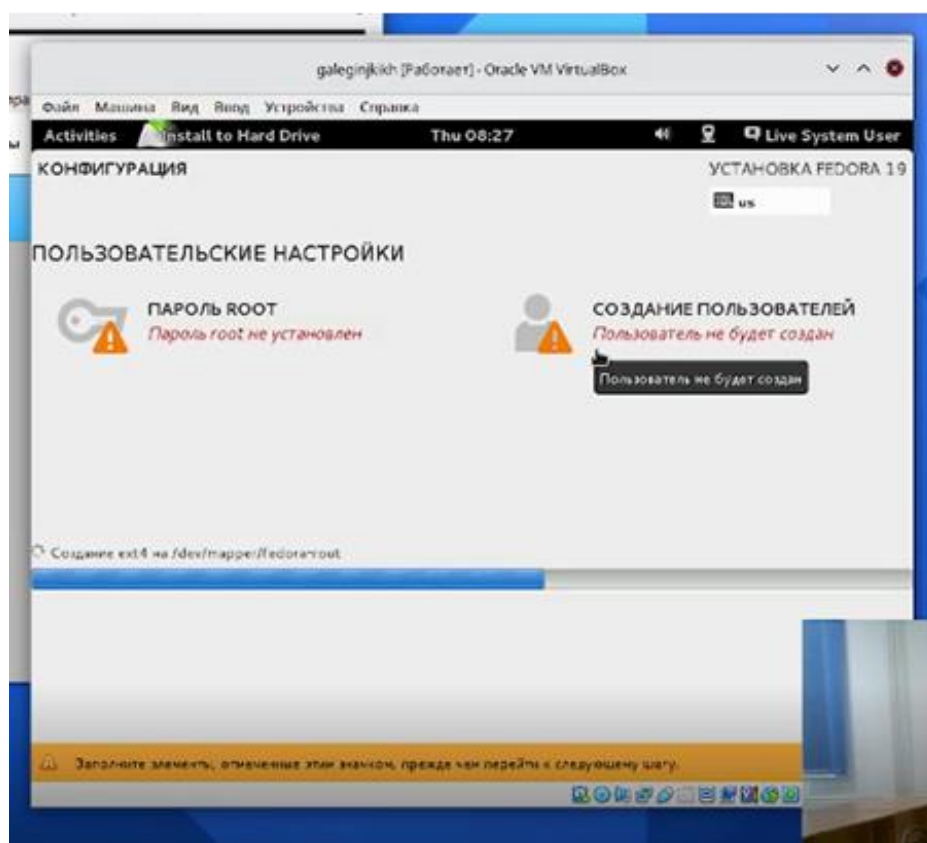 galeginjkikh [Работает] - Oracle VM VirtualBox
Файл Машина Вид Ввод Устройства Справка
Activities Install to Hard Drive Thu 08:27 Live System User
КОНФИГУРАЦИЯ УСТАНОВКА FEDORA 19
us
ПОЛЬЗОВАТЕЛЬСКИЕ НАСТРОЙКИ
ПАРОЛЬ ROOT СОЗДАНИЕ ПОЛЬЗОВАТЕЛЕЙ
Пароль root не установлен Пользователь не будет создан
Пользователь не будет создан
Создание ext4 на /dev/mapper/fedora-root
Заполните элементы, отмеченные этим значком, прежде чем перейти к следующему шагу.